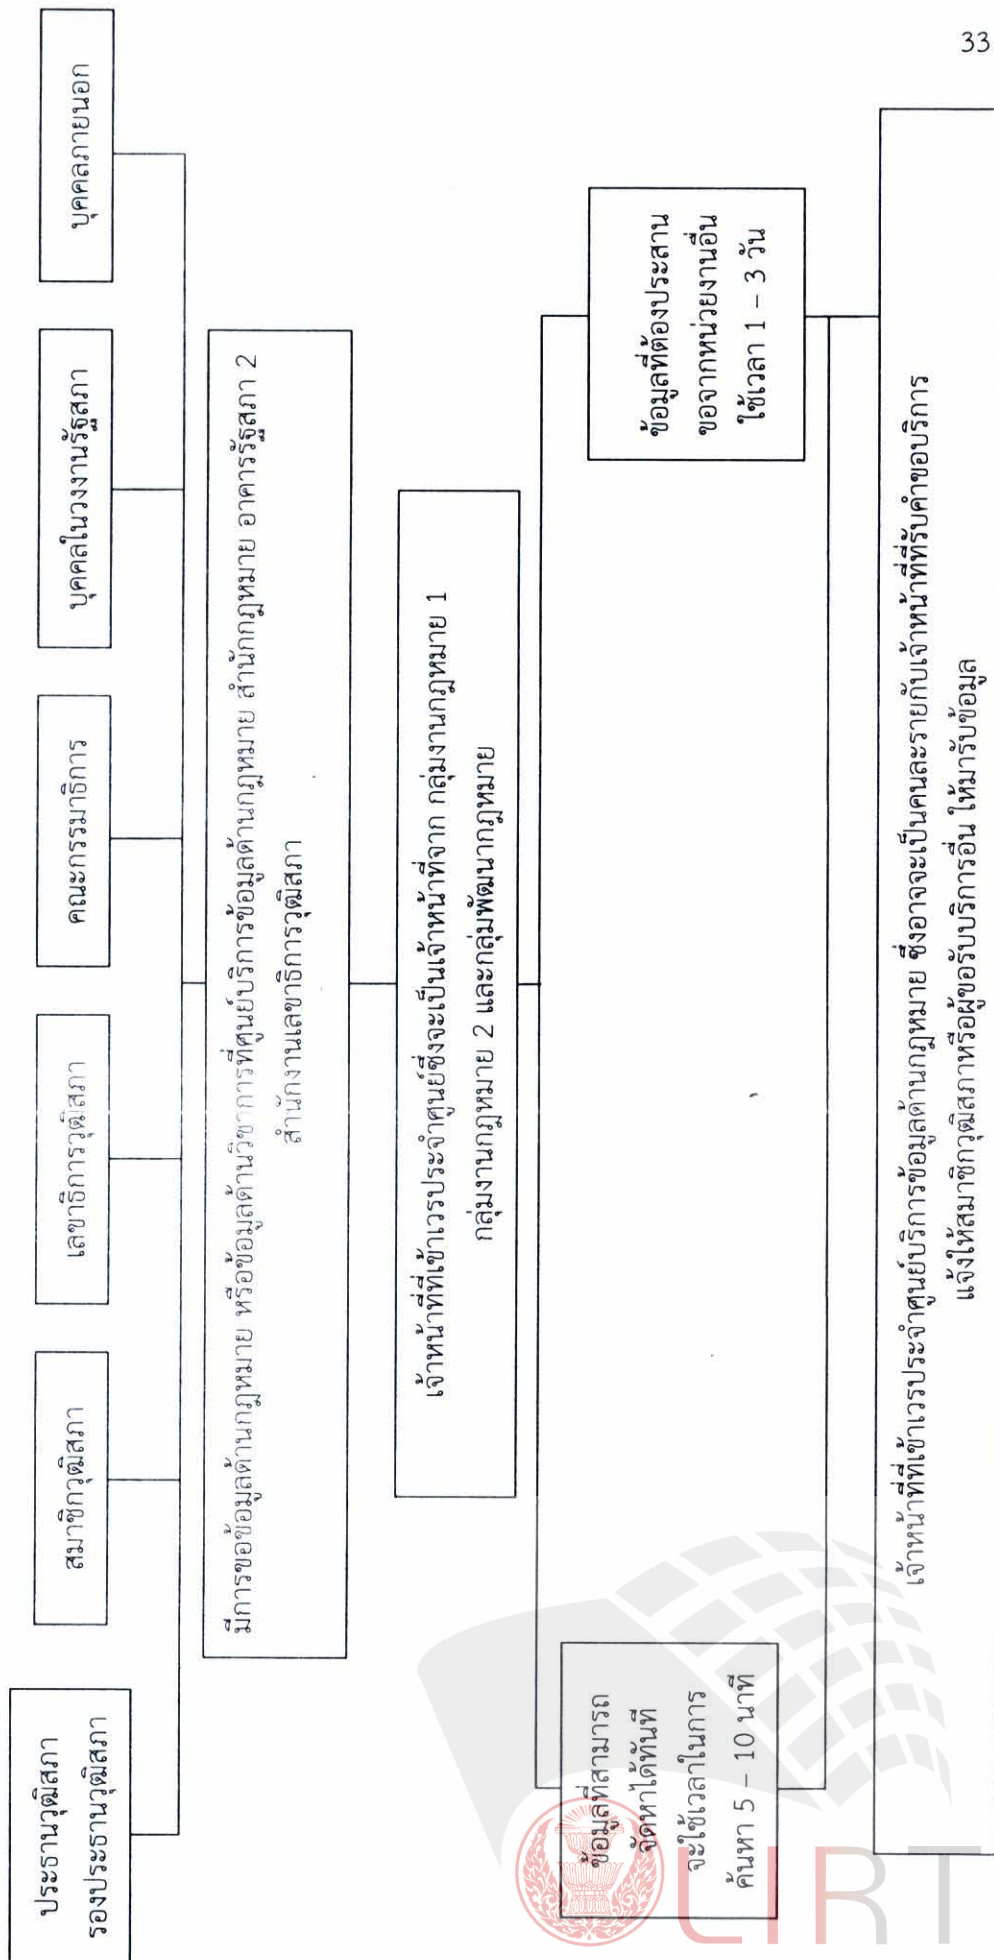 33
ประธานวุฒิสภา
รองประธานวุฒิสภา
สมาชิกวุฒิสภา
เลขาธิการวุฒิสภา
คณะกรรมาธิการ
บุคคลในวงงานรัฐสภา
บุคคลภายนอก
มีการขอข้อมูลด้านกฎหมาย หรือข้อมูลด้านวิชาการที่ศูนย์บริการข้อมูลด้านกฎหมาย สำนักกฎหมาย อาคารรัฐสภา 2
สำนักงานเลขาธิการวุฒิสภา
เจ้าหน้าที่ที่เข้าเวรประจำศูนย์ซึ่งจะเป็นเจ้าหน้าที่จาก กลุ่มงานกฎหมาย 1
กลุ่มงานกฎหมาย 2 และกลุ่มพัฒนากฎหมาย
ข้อมูลที่สามารถ
จัดหาได้ทันที
จะใช้เวลาในการ
ค้นหา 5 – 10 นาที
ข้อมูลที่ต้องประสาน
ขอจากหน่วยงานอื่น
ใช้เวลา 1 – 3 วัน
เจ้าหน้าที่ที่เข้าเวรประจำศูนย์บริการข้อมูลด้านกฎหมาย ซึ่งอาจจะเป็นคนละรายกับเจ้าหน้าที่ที่รับคำขอบริการ
แจ้งให้สมาชิกวุฒิสภาหรือผู้ขอรับบริการอื่น ให้มารับข้อมูล
LIRT